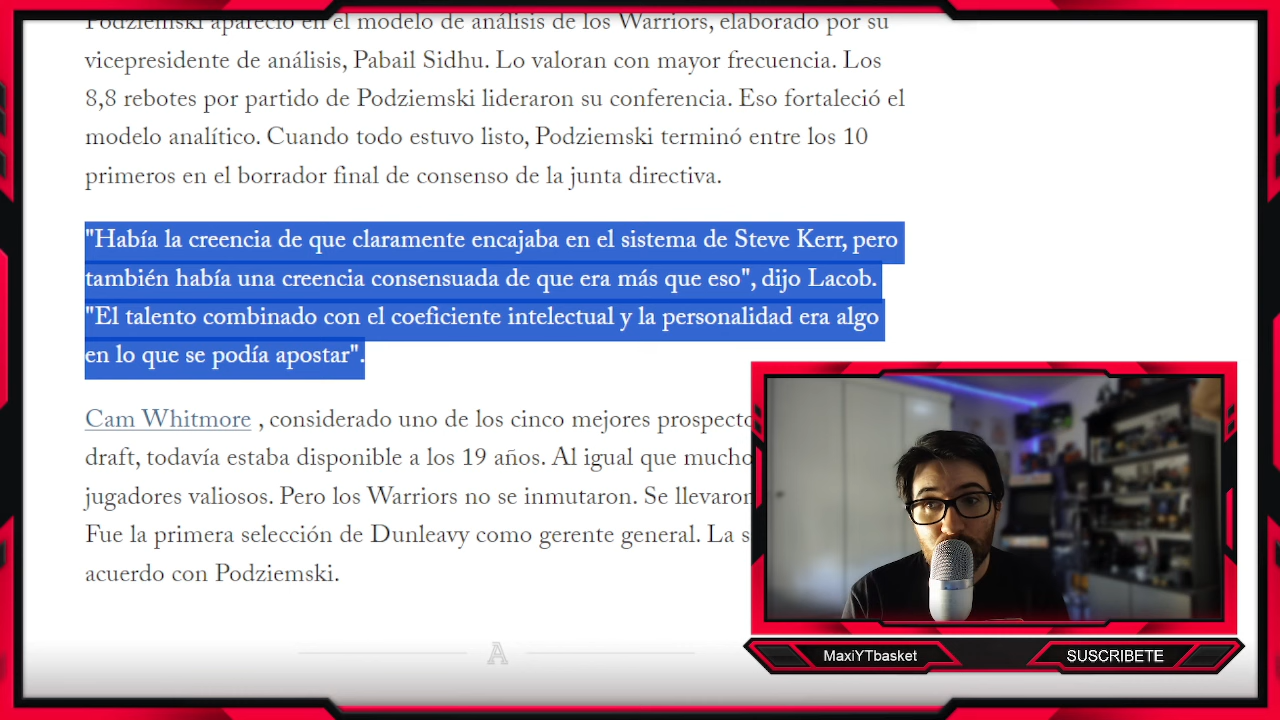 Podziemski apareció en el modelo de análisis de los Warriors, elaborado por su
vicepresidente de análisis, Pabail Sidhu. Lo valoran con mayor frecuencia. Los
8,8 rebotes por partido de Podziemski lideraron su conferencia. Eso fortaleció el
modelo analítico. Cuando todo estuvo listo, Podziemski terminó entre los 10
primeros en el borrador final de consenso de la junta directiva.
"Había la creencia de que claramente encajaba en el sistema de Steve Kerr, pero
también había una creencia consensuada de que era más que eso", dijo Lacob.
"El talento combinado con el coeficiente intelectual y la personalidad era algo
en lo que se podía apostar".
Cam Whitmore , considerado uno de los cinco mejores prospecto
draft, todavía estaba disponible a los 19 años. Al igual que mucho
jugadores valiosos. Pero los Warriors no se inmutaron. Se llevaron
Fue la primera selección de Dunleavy como gerente general. La s
acuerdo con Podziemski.
A
MaxiYTbasket
SUSCRIBETE